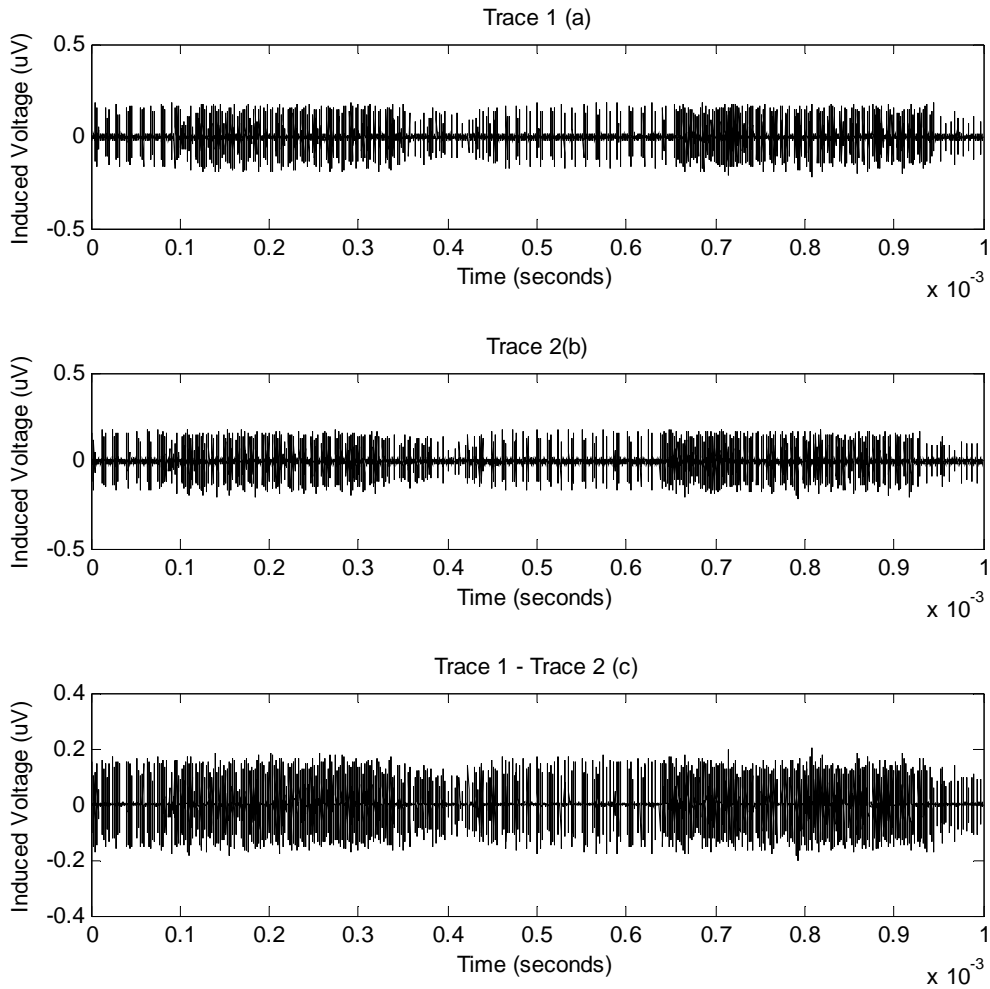 Trace 1 (a)
Induced Voltage (uV)
0.5
0
-0.5
0 0.1 0.2 0.3 0.4 0.5 0.6 0.7 0.8 0.9 1
Time (seconds)
x 10-3
Trace 2(b)
Induced Voltage (uV)
0.5
0
-0.5
0 0.1 0.2 0.3 0.4 0.5 0.6 0.7 0.8 0.9 1
Time (seconds)
x 10-3
Trace 1 - Trace 2 (c)
Induced Voltage (uV)
0.4
0.2
0
-0.2
-0.4
0 0.1 0.2 0.3 0.4 0.5 0.6 0.7 0.8 0.9 1
Time (seconds)
x 10-3